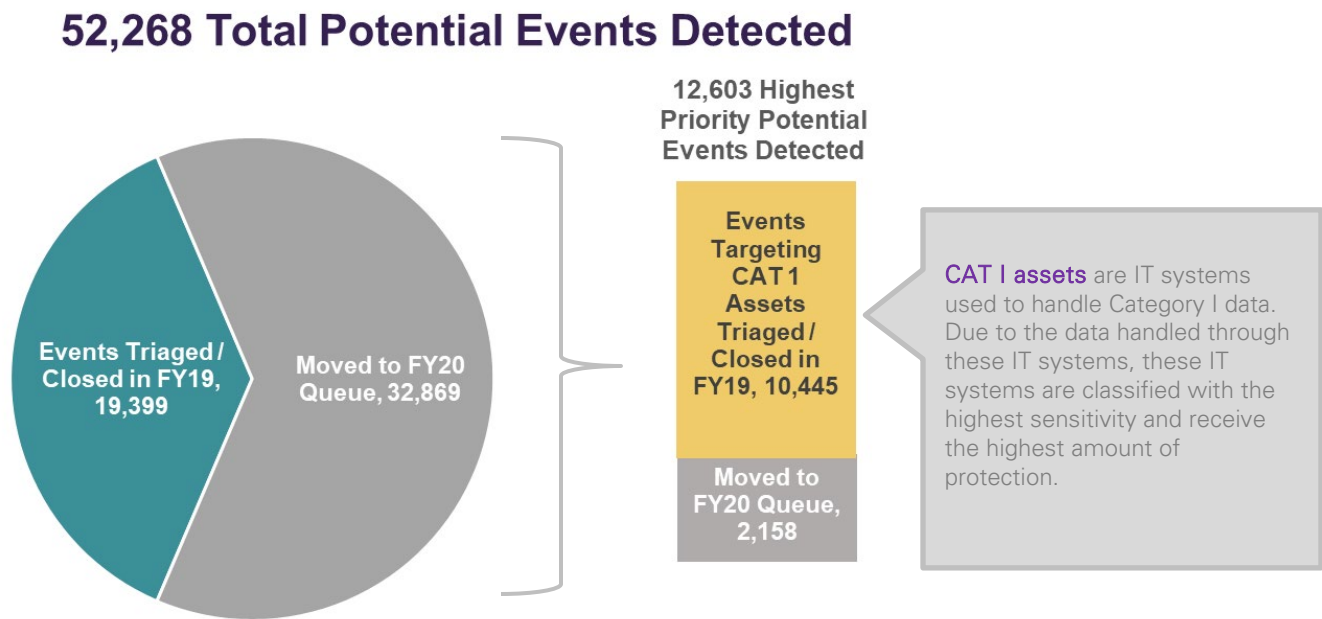 52,268 Total Potential Events Detected
12,603 Highest
Priority Potential
Events Detected
Events Triaged /
Closed in FY19,
19,399
Moved to FY20
Queue, 32,869
Events
Targeting
CAT 1
Assets
Triaged /
Closed in
FY19, 10,445
Moved to
FY20 Queue,
2,158
CAT I assets are IT systems
used to handle Category I data.
Due to the data handled through
these IT systems, these IT
systems are classified with the
highest sensitivity and receive
the highest amount of
protection.